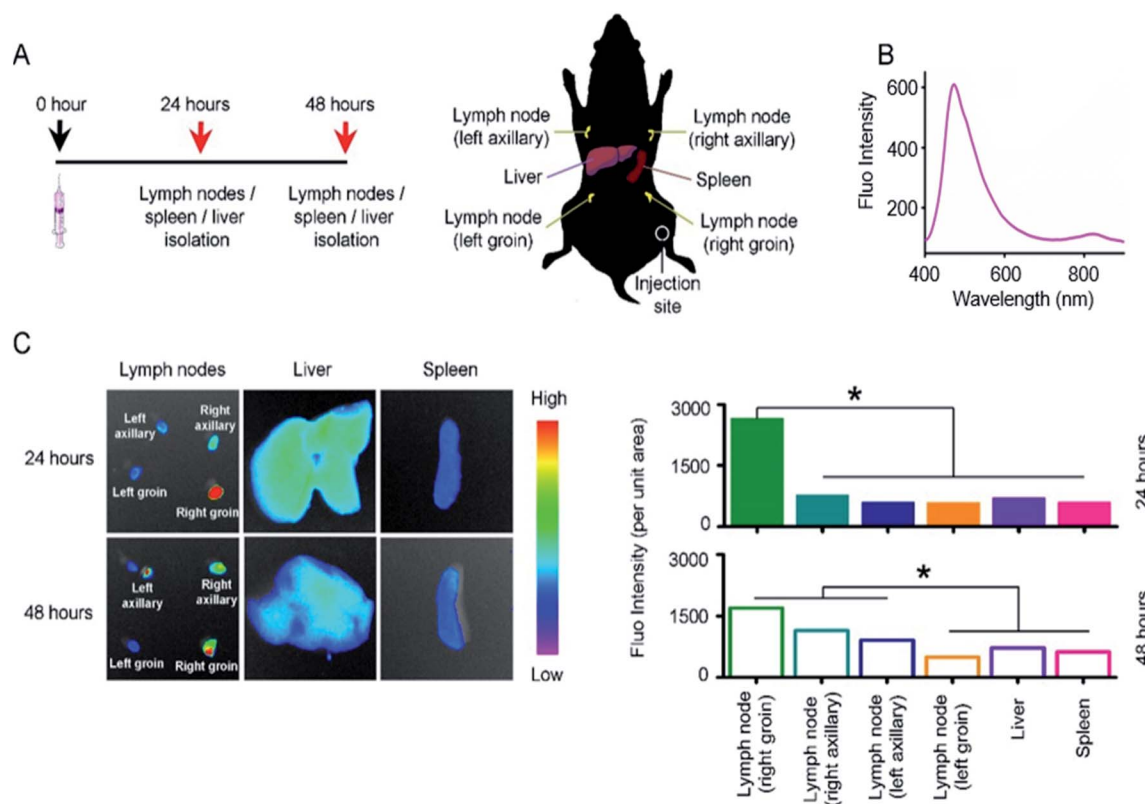 A
0 hour
24 hours
48 hours
Lymph nodes /
spleen / liver
isolation
Lymph nodes /
spleen / liver
isolation
Lymph node
(left axillary)
Lymph node
(right axillary)
Liver
Spleen
Lymph node
(left groin)
Lymph node
(right groin)
Injection
site
B
Fluo Intensity
600
400
200
400
600
800
Wavelength (nm)
C
Lymph nodes
Liver
Spleen
24 hours
Left
axillary
Right
axillary
Left groin
Right groin
48 hours
Left
axillary
Right
axillary
Left groin
Right groin
High
Low
Fluo Intensity (per unit area)
3000
1500
0
*
24 hours
3000
1500
0
*
48 hours
Lymph node
(right groin)
Lymph node
(right axillary)
Lymph node
(left axillary)
Lymph node
(left groin)
Liver
Spleen